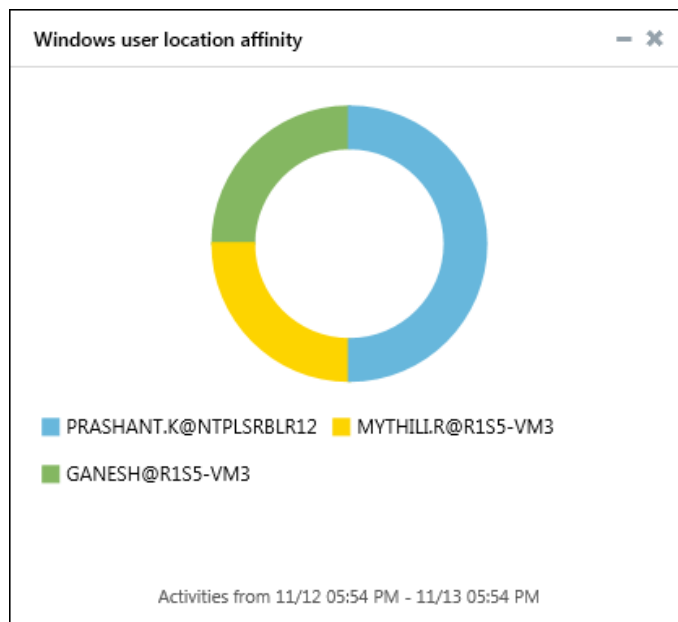 Windows user location affinity
PRASHANT.K@NTPLSRBLR12 MYTHILI.R@R1S5-VM3
GANESH@R1S5-VM3
Activities from 11/12 05:54 PM - 11/13 05:54 PM